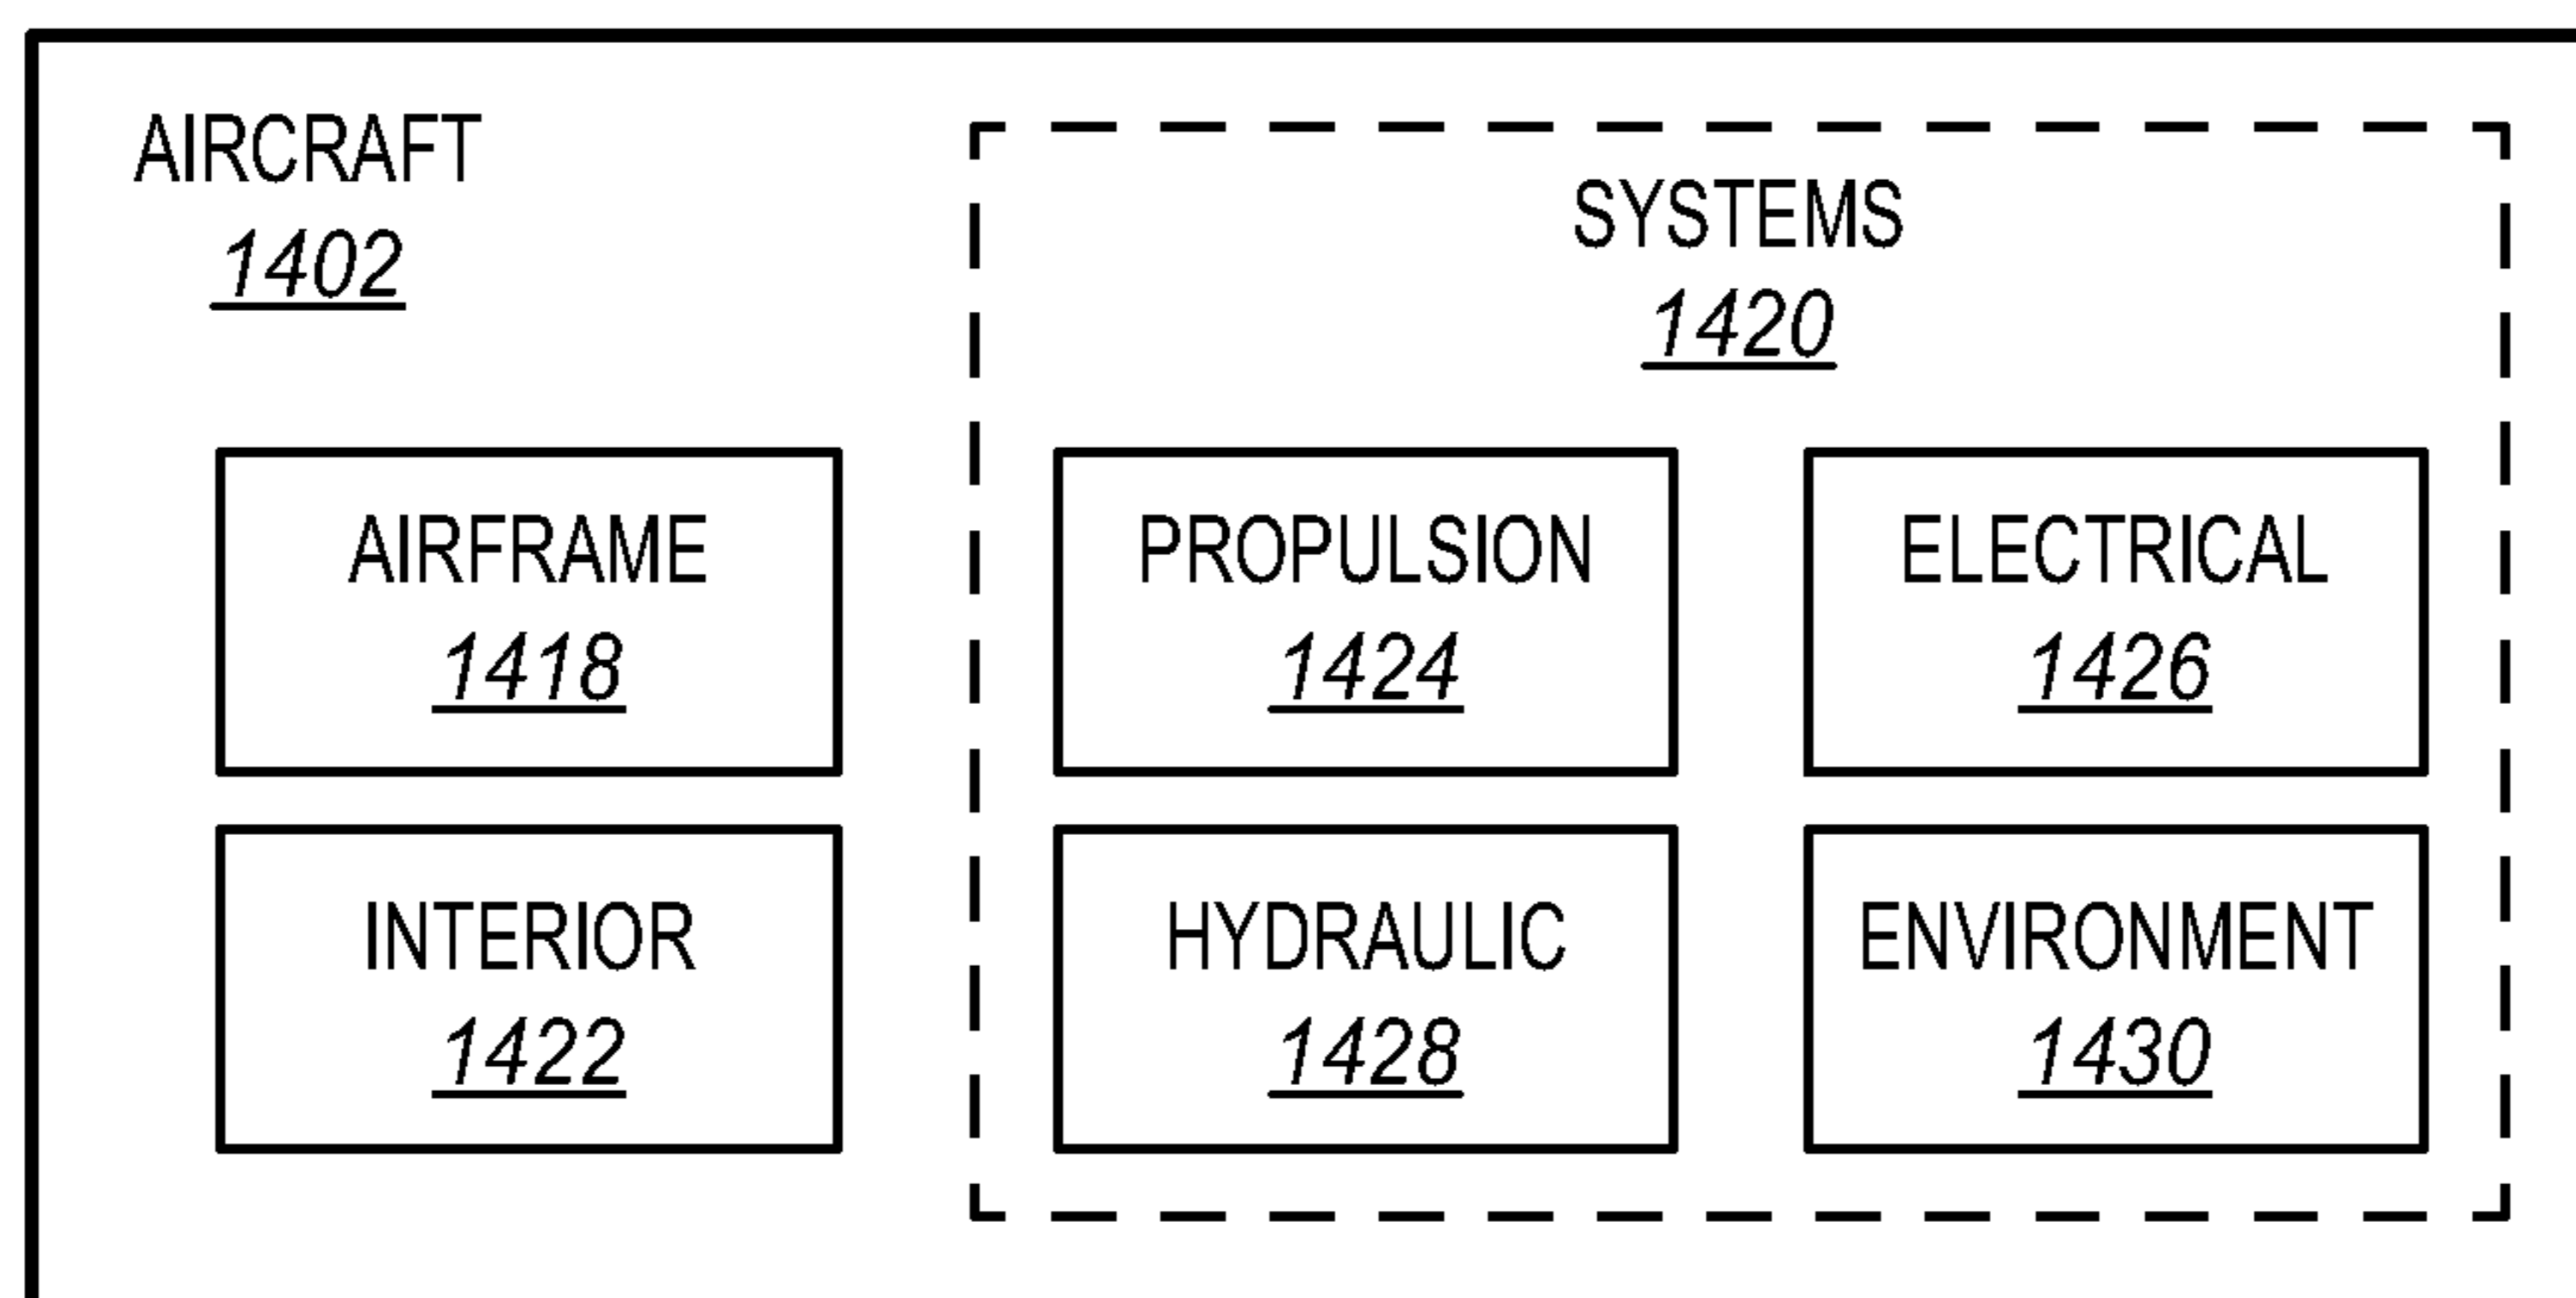 AIRCRAFT
1402
SYSTEMS
1420
AIRFRAME
1418
PROPULSION
1424
ELECTRICAL
1426
INTERIOR
1422
HYDRAULIC
1428
ENVIRONMENT
1430